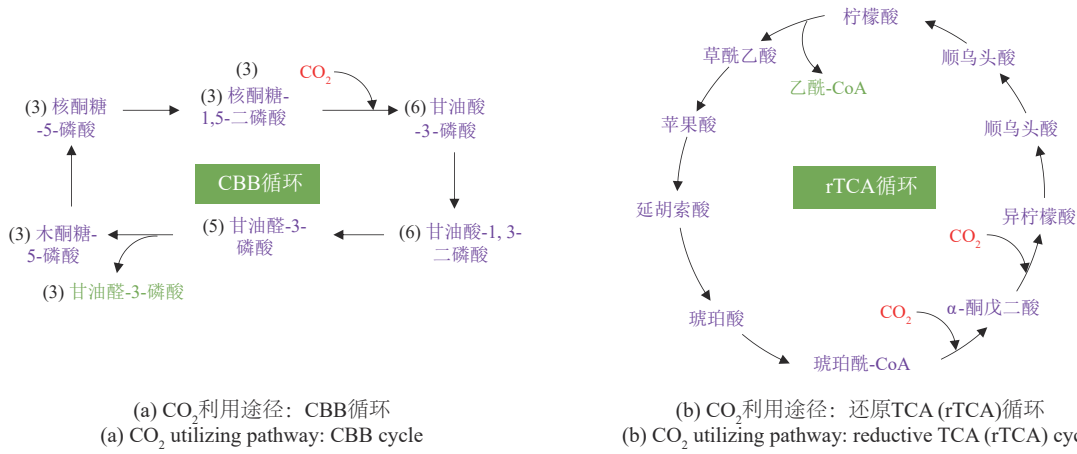 (3)
CO₂
(3) 核酮糖
-5-磷酸
(3) 核酮糖-
1,5-二磷酸
(6) 甘油酸
-3-磷酸
CBB循环
(3) 木酮糖-
5-磷酸
(5) 甘油醛-3-
磷酸
(6) 甘油酸-1, 3-
二磷酸
(3) 甘油醛-3-磷酸
(a) CO₂利用途径：CBB循环
(a) CO₂ utilizing pathway: CBB cycle
柠檬酸
草酰乙酸
顺乌头酸
乙酰-CoA
苹果酸
顺乌头酸
rTCA循环
延胡索酸
异柠檬酸
CO₂
琥珀酸
CO₂
α-酮戊二酸
琥珀酰-CoA
(b) CO₂利用途径：还原TCA (rTCA)循环
(b) CO₂ utilizing pathway: reductive TCA (rTCA) cyc